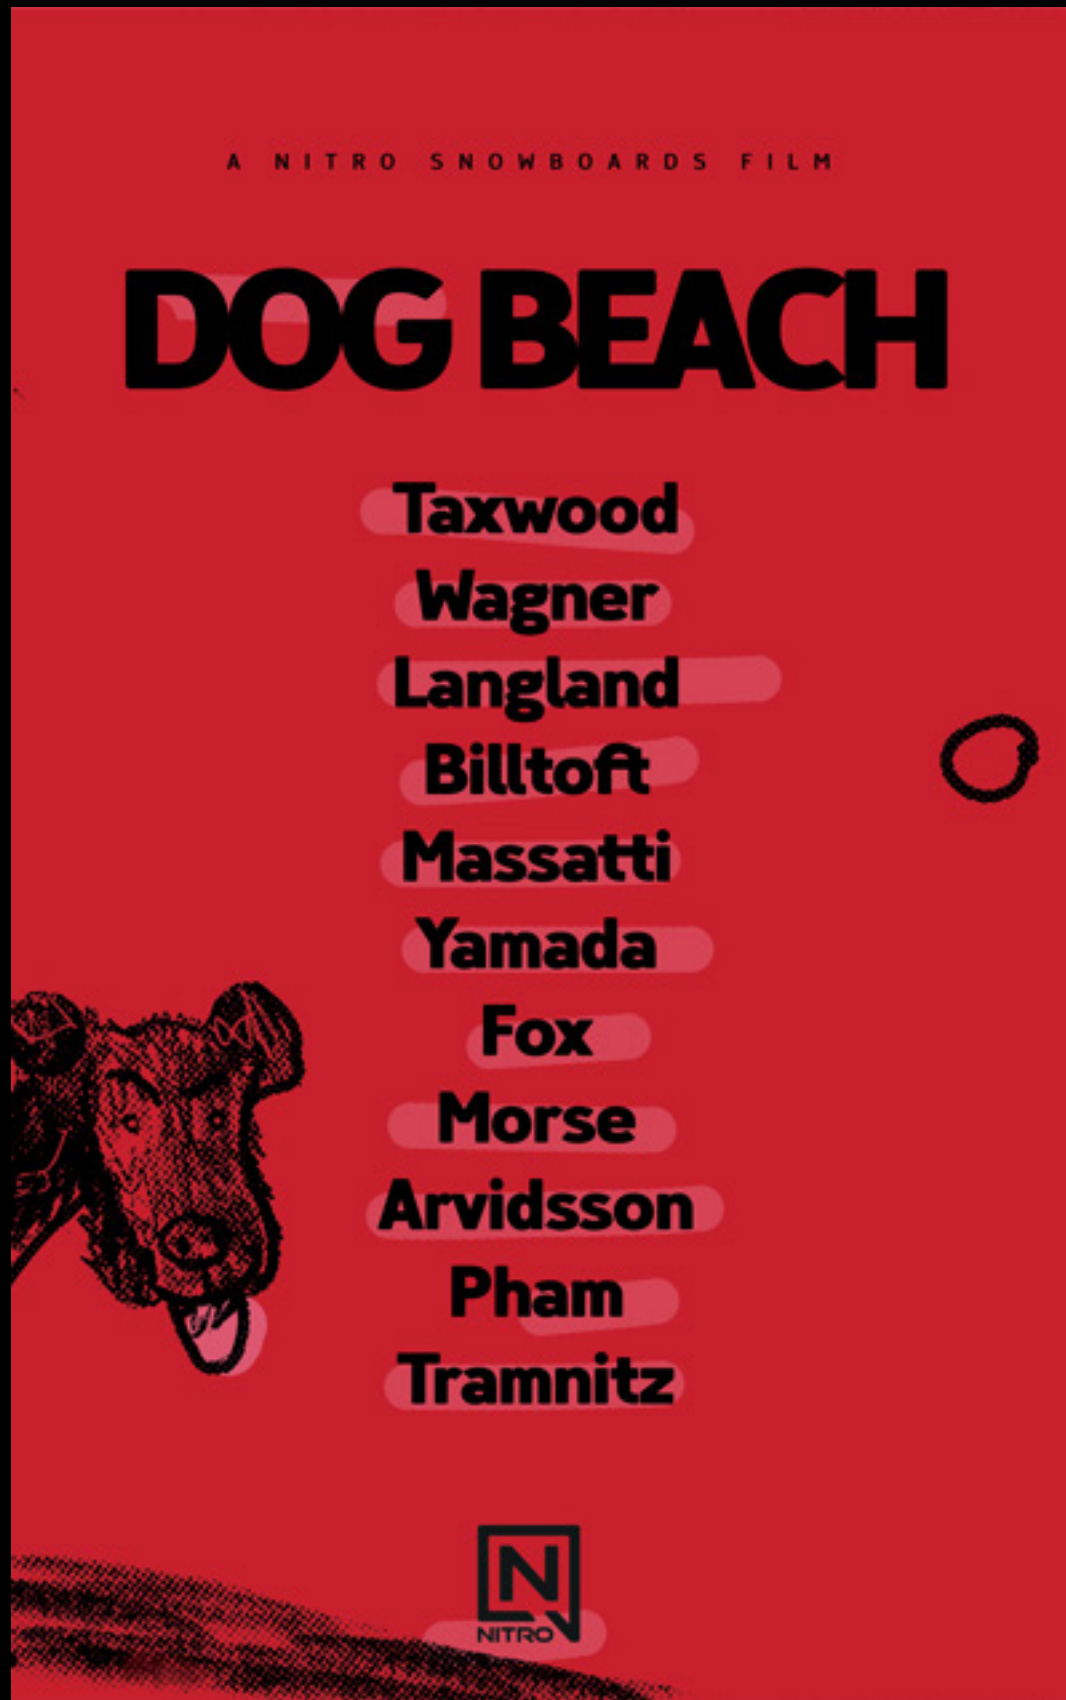 A NITRO SNOWBOARDS FILM
DOG BEACH
Taxwood
Wagner
Langland
Billtoft
Massatti
Yamada
Fox
Morse
Arvidsson
Pham
Tramnitz
N
NITRO